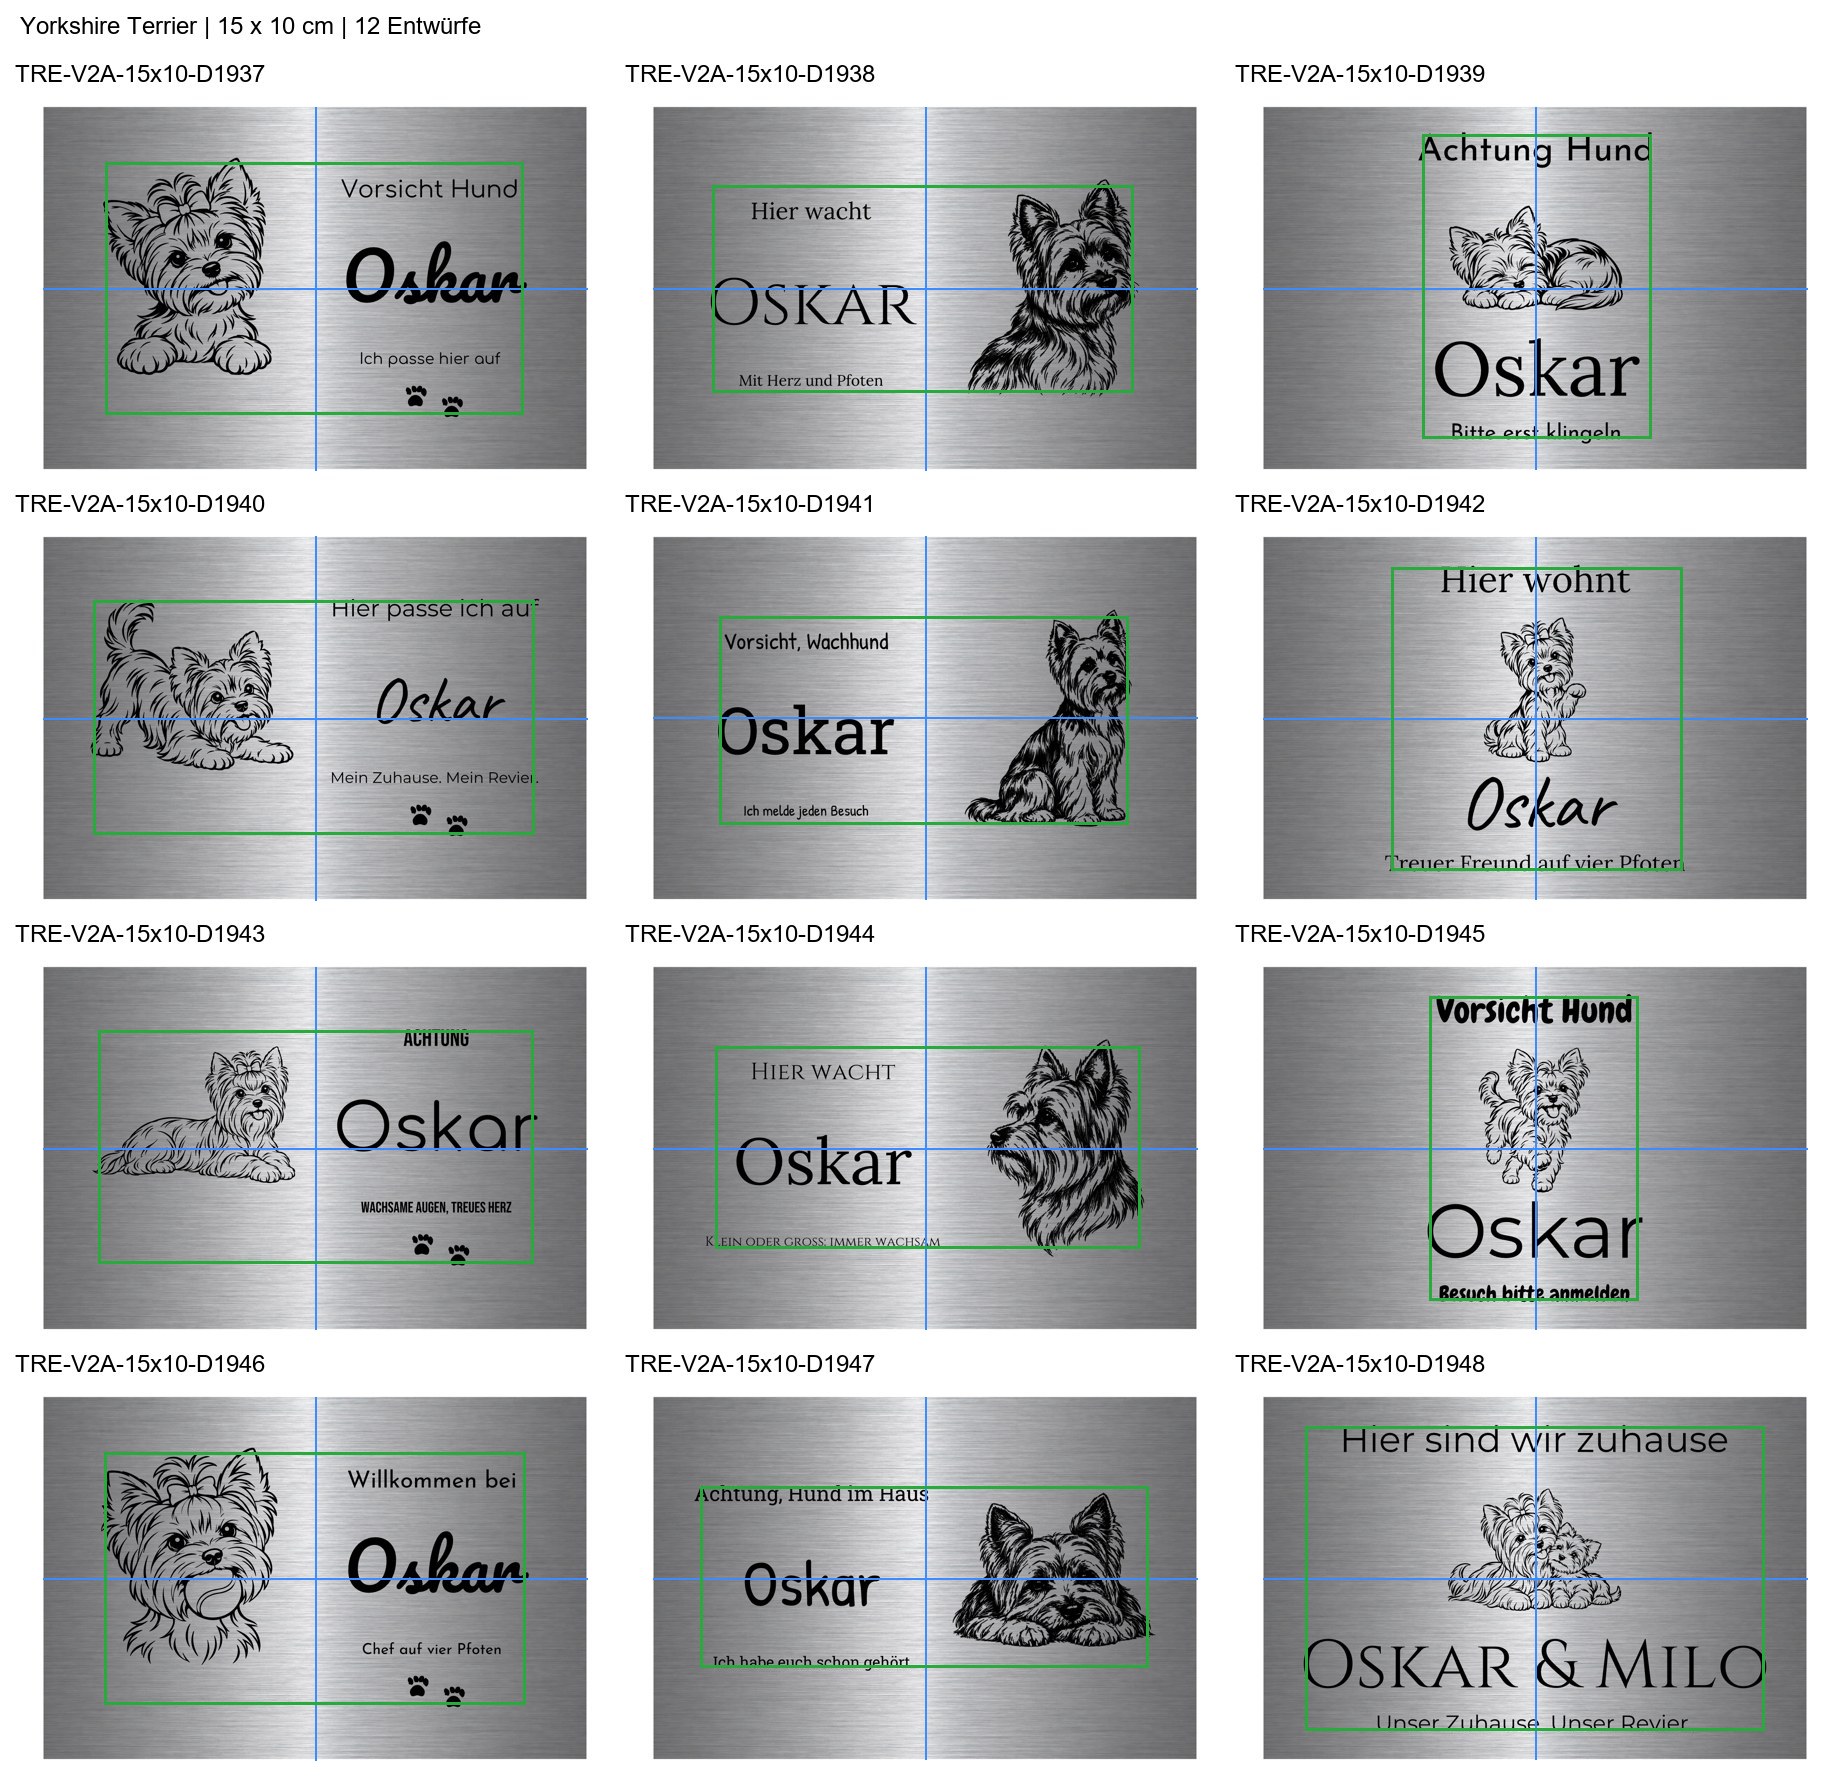 Yorkshire Terrier | 15 x 10 cm | 12 Entwürfe
TRE-V2A-15x10-D1937
Vorsicht Hund
Oskar
Ich passe hier auf
TRE-V2A-15x10-D1938
Hier wacht
OSKAR
Mit Herz und Pfoten
TRE-V2A-15x10-D1939
Achtung Hund
Oskar
Bitte erst klingeln
TRE-V2A-15x10-D1940
Hier passe ich auf
Oskar
Mein Zuhause. Mein Revier.
TRE-V2A-15x10-D1941
Vorsicht, Wachhund
Oskar
Ich melde jeden Besuch
TRE-V2A-15x10-D1942
Hier wohnt
Oskar
Treuer Freund auf vier Pfoten
TRE-V2A-15x10-D1943
ACHTUNG
Oskar
WACHSAME AUGEN, TREUES HERZ
TRE-V2A-15x10-D1944
HIER WACHT
Oskar
KLEIN ODER GROSS: IMMER WACHSAM
TRE-V2A-15x10-D1945
Vorsicht Hund
Oskar
Besuch bitte anmelden
TRE-V2A-15x10-D1946
Willkommen bei
Oskar
Chef auf vier Pfoten
TRE-V2A-15x10-D1947
Achtung, Hund im Haus
Oskar
Ich habe euch schon gehört
TRE-V2A-15x10-D1948
Hier sind wir zuhause
OSKAR & MILO
Unser Zuhause. Unser Revier.